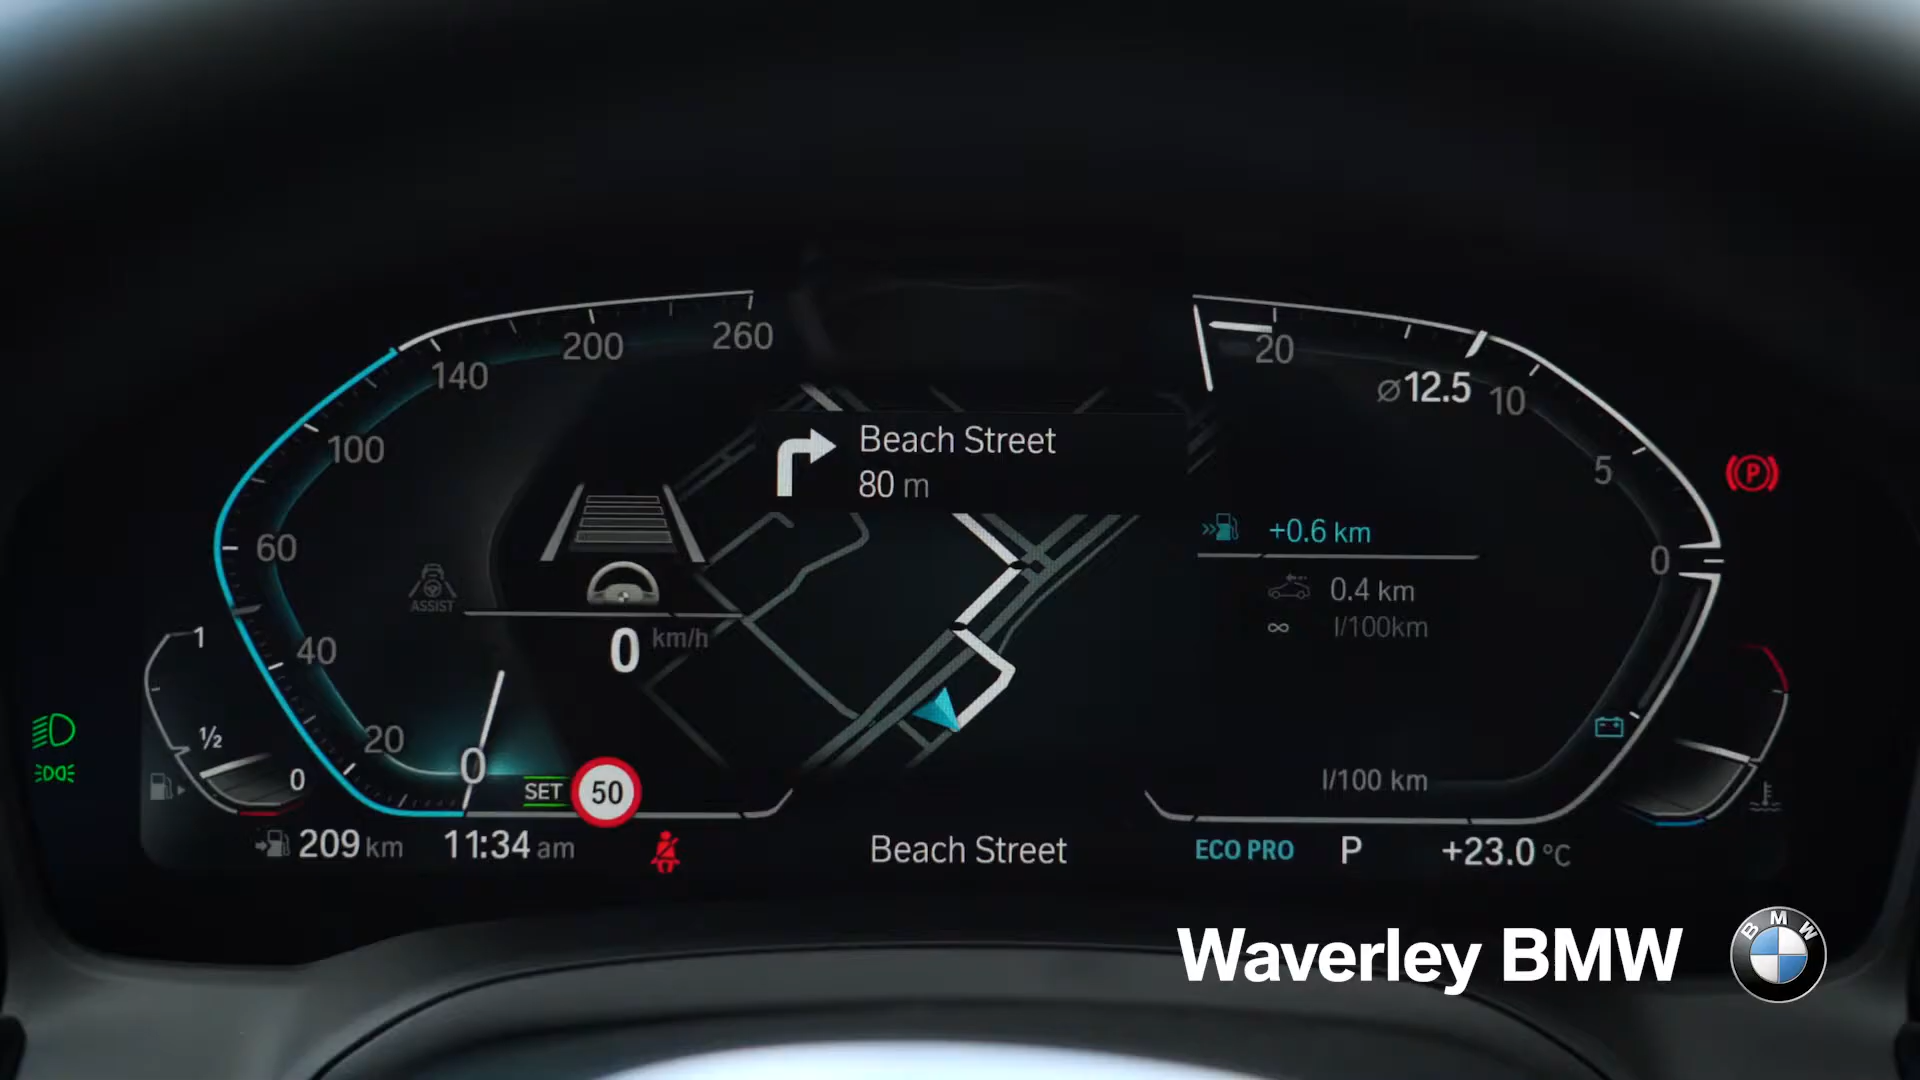 260
200
140
100
60
40
20
0
20
10
5
0
⌀12.5
Beach Street
80 m
+0.6 km
0.4 km
∞ l/100km
ASSIST
0 km/h
1
½
0
SET
50
l/100 km
209 km
11:34 am
Beach Street
ECO PRO
P
+23.0 °C
P
Waverley BMW
BMW